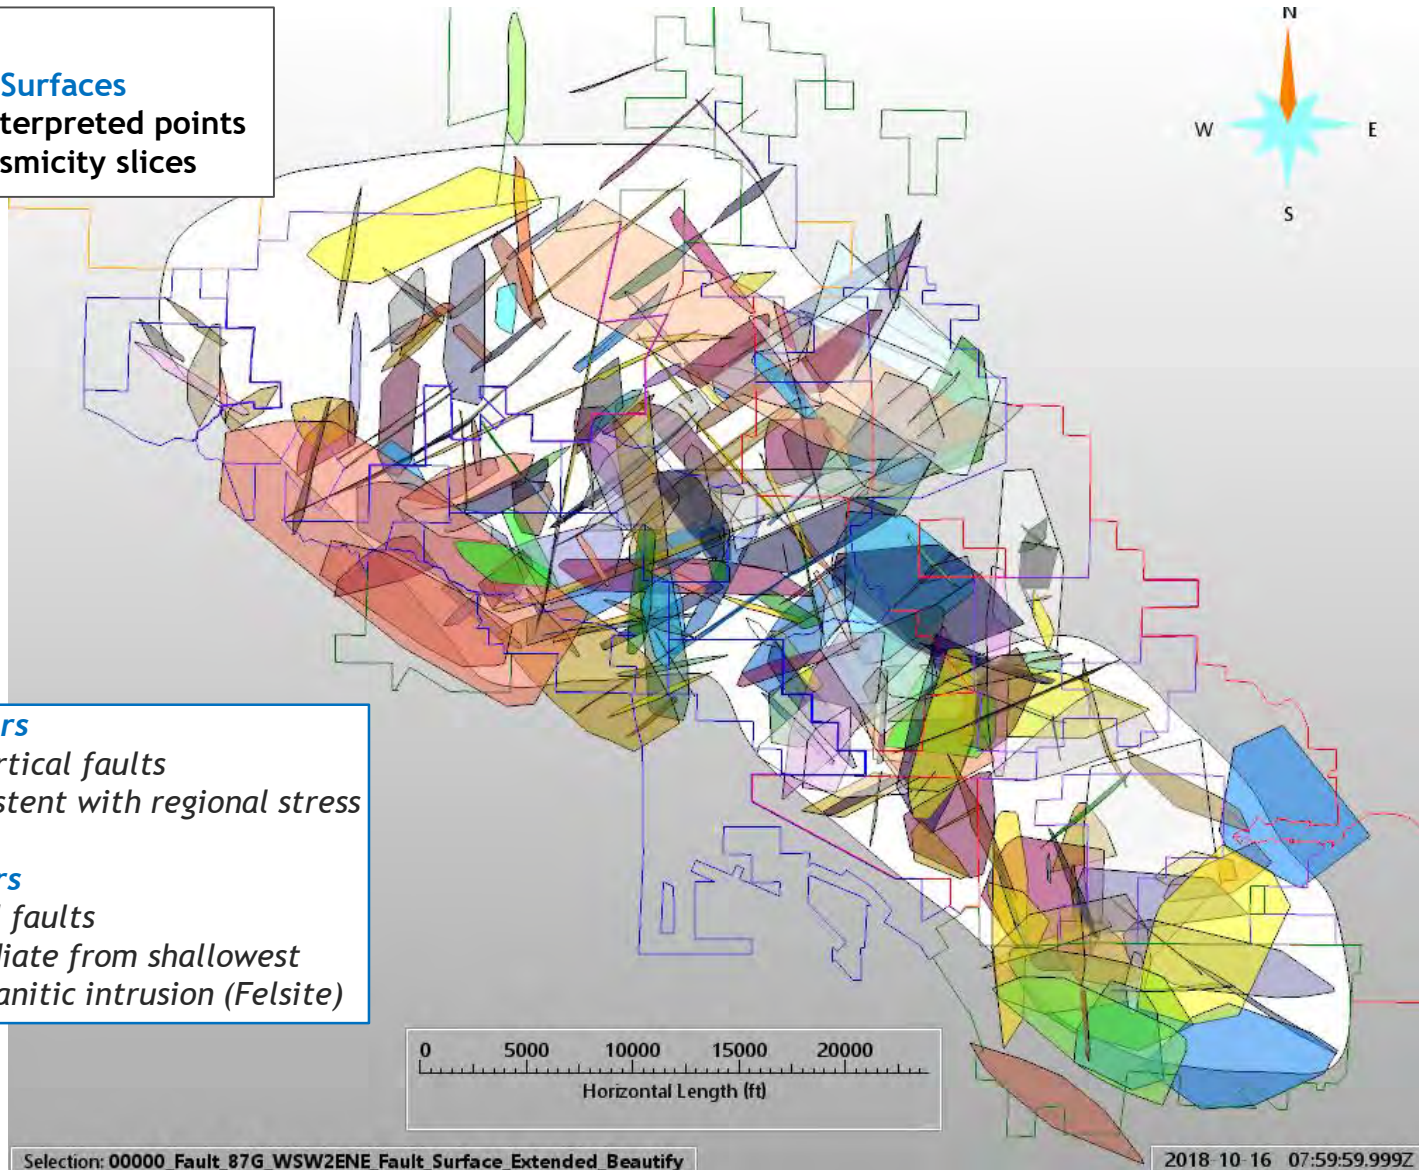 Surfaces
terpreted points
smicity slices
N
W
E
S
rs
rtical faults
stent with regional stress
rs
l faults
diate from shallowest
anitic intrusion (Felsite)
0 5000 10000 15000 20000
Horizontal Length (ft)
Selection: 00000_Fault_87G_WSW2ENE_Fault_Surface_Extended_Beautify
2018-10-16 07:59:59.999Z